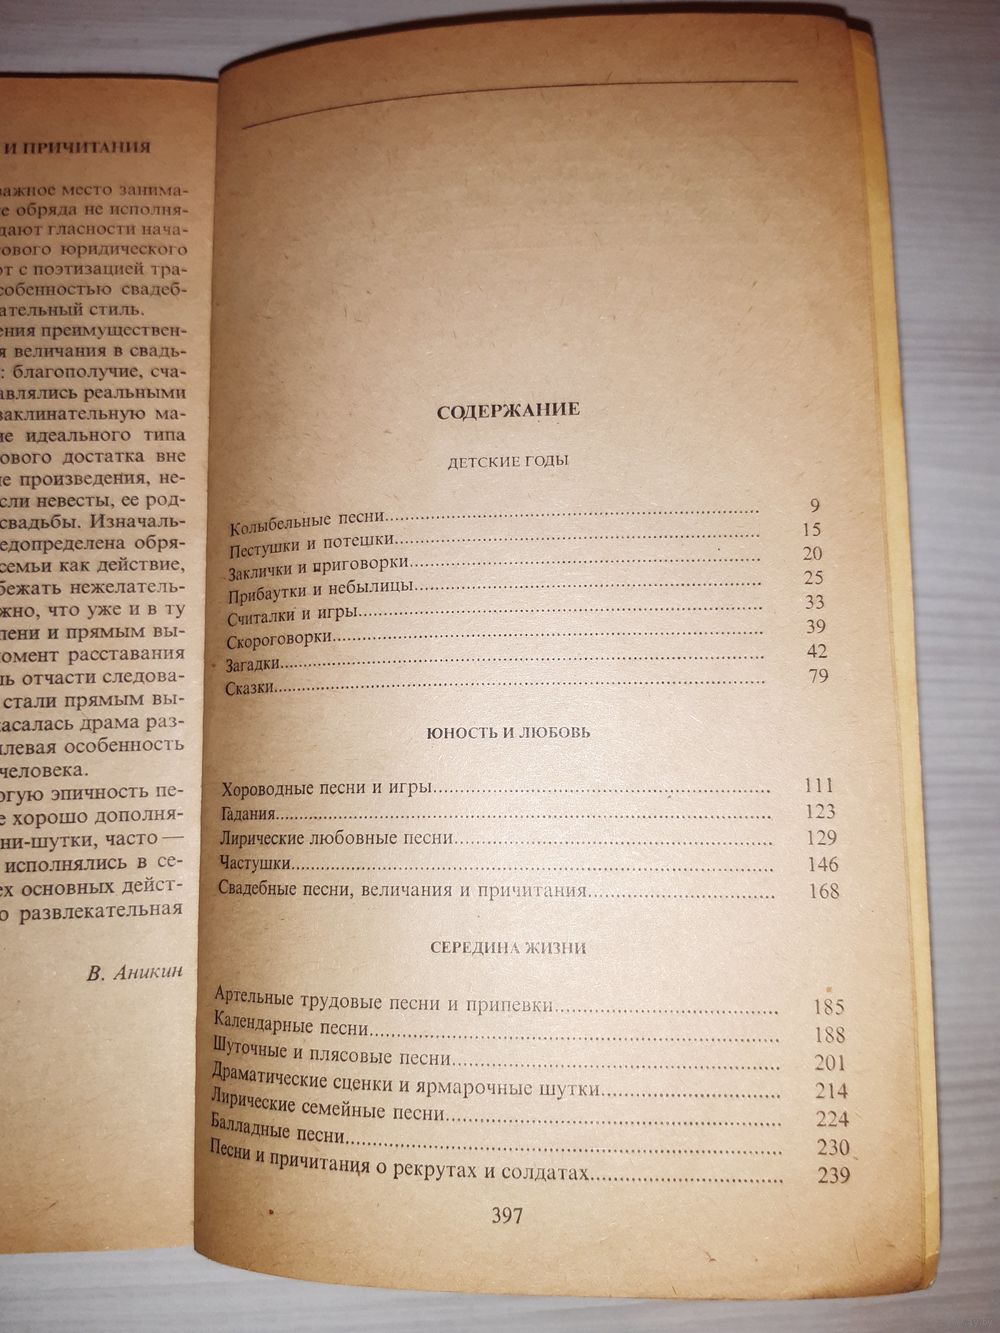 И ПРИЧИТАНИЯ
важное место занима-
е обряда не исполня-
дают гласности нача-
гового юридического
от с поэтизацией тра-
собенностью свадеб-
ательный стиль.
ения преимуществен-
я величания в свадь-
: благополучие, сча-
авлялись реальными
заклинательную ма-
ие идеального типа
ового достатка вне
е произведения, не-
сли невесты, ее род-
свадьбы. Изначаль-
едопределена обря-
семьи как действие,
бежать нежелатель-
жно, что уже и в ту
пени и прямым вы-
омент расставания
ь отчасти следова-
стали прямым вы-
асалась драма раз-
левая особенность
человека.
огую эпичность пе-
е хорошо дополня-
ни-шутки, часто —
исполнялись в се-
ех основных дейст-
о развлекательная
В. Аникин
СОДЕРЖАНИЕ
ДЕТСКИЕ ГОДЫ
Колыбельные песни 9
Пестушки и потешки 15
Заклички и приговорки 20
Прибаутки и небылицы 25
Считалки и игры 33
Скороговорки 39
Загадки 42
Сказки 79
ЮНОСТЬ И ЛЮБОВЬ
Хороводные песни и игры 111
Гадания 123
Лирические любовные песни 129
Частушки 146
Свадебные песни, величания и причитания 168
СЕРЕДИНА ЖИЗНИ
Артельные трудовые песни и припевки 185
Календарные песни 188
Шуточные и плясовые песни 201
Драматические сценки и ярмарочные шутки 214
Лирические семейные песни 224
Балладные песни 230
Песни и причитания о рекрутах и солдатах 239
397